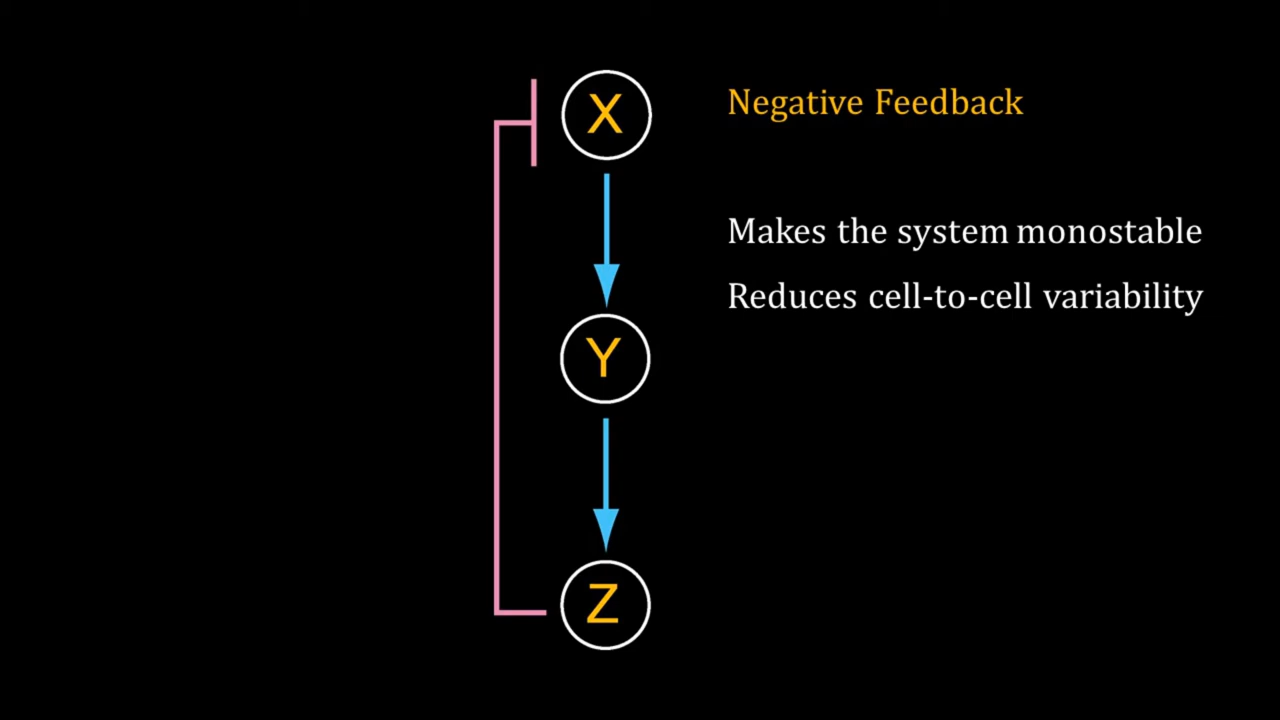 X
Negative Feedback
Makes the system monostable
Reduces cell-to-cell variability
Y
Z